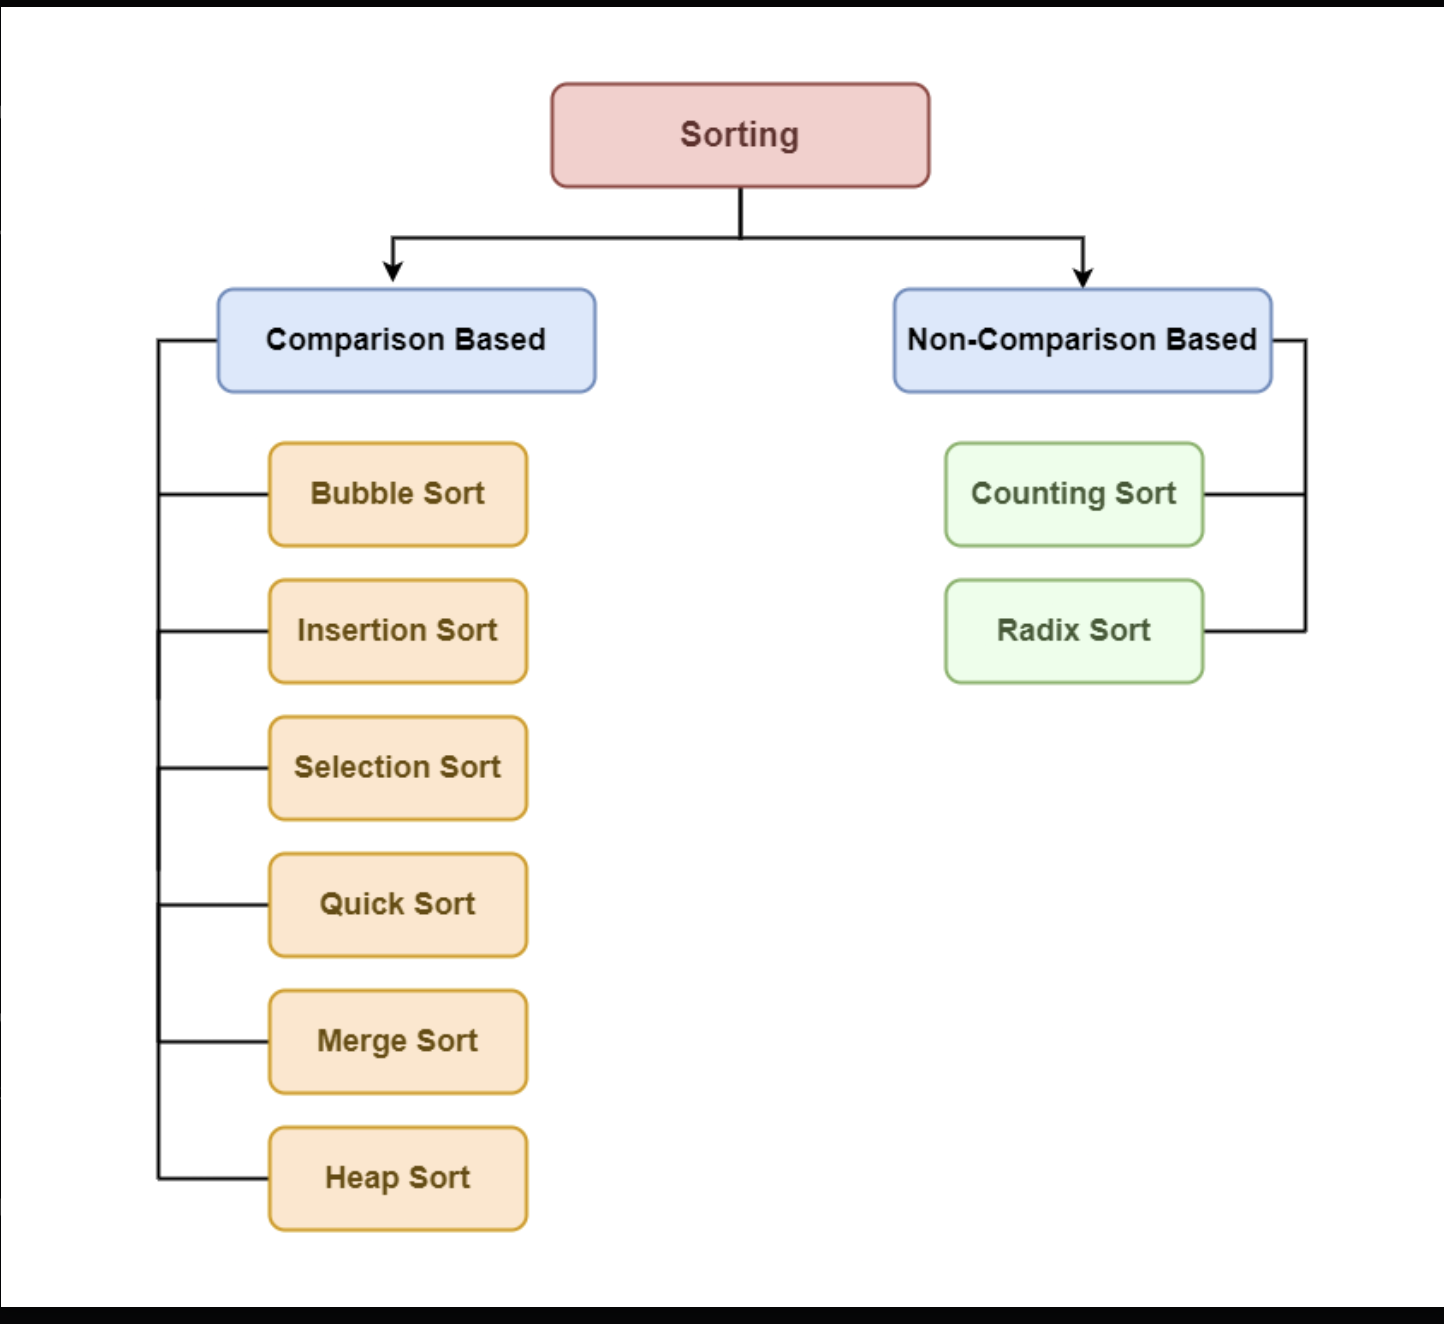 Sorting
Comparison Based
Non-Comparison Based
Bubble Sort
Counting Sort
Insertion Sort
Radix Sort
Selection Sort
Quick Sort
Merge Sort
Heap Sort